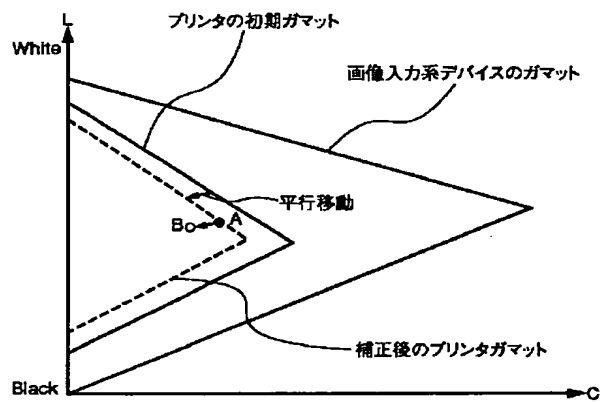 L
プリンタの初期ガマット
White
画像入力系デバイスのガマット
平行移動
B
A
補正後のプリンタガマット
Black
C